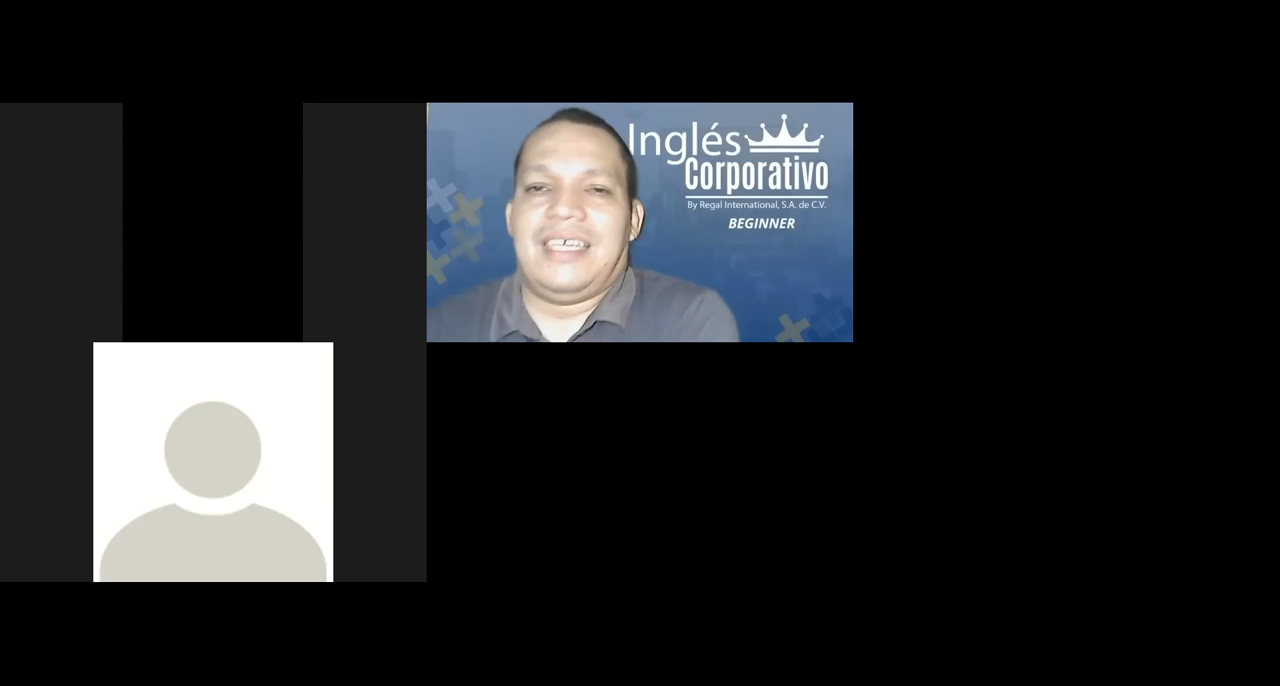 Inglés
Corporativo
By Regal International, S.A. de C.V.
BEGINNER